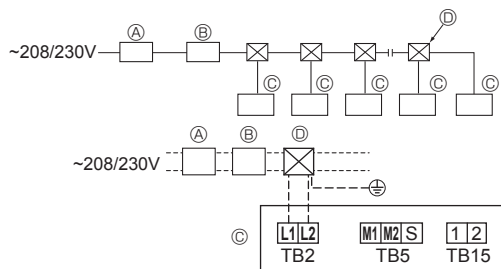 Ⓐ Ⓑ Ⓓ
~208/230V
Ⓒ Ⓒ Ⓒ Ⓒ Ⓒ
Ⓐ Ⓑ Ⓓ
~208/230V
Ⓒ L1 L2 M1 M2 S 1 2
TB2 TB5 TB15